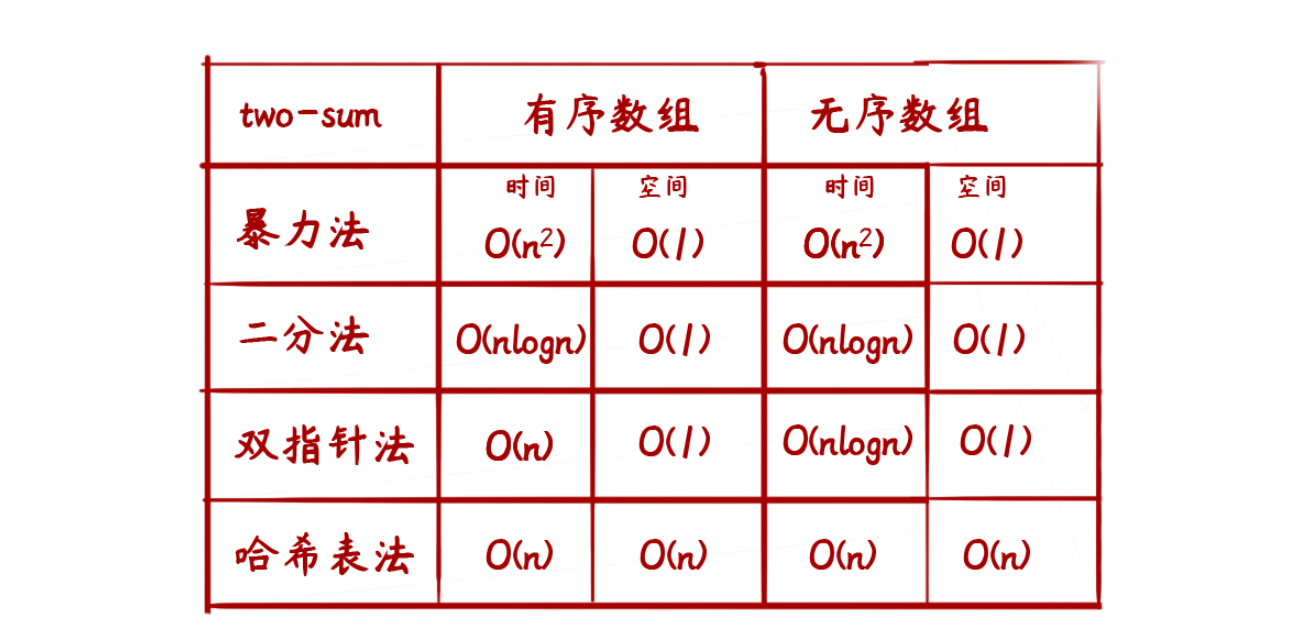 two-sum 有序数组 无序数组
时间 空间 时间 空间
暴力法 O(n²) O(1) O(n²) O(1)
二分法 O(nlogn) O(1) O(nlogn) O(1)
双指针法 O(n) O(1) O(nlogn) O(1)
哈希表法 O(n) O(n) O(n) O(n)